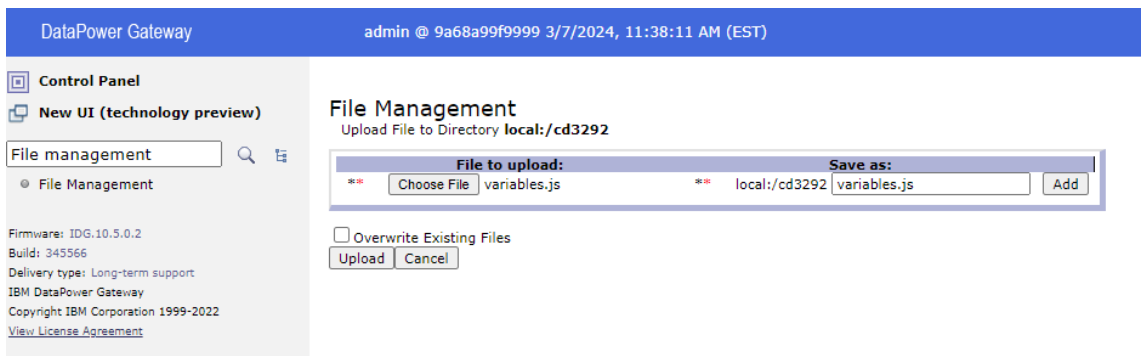 DataPower Gateway
admin @ 9a68a99f9999 3/7/2024, 11:38:11 AM (EST)
Control Panel
New UI (technology preview)
File management
File Management
Firmware: IDG.10.5.0.2
Build: 345566
Delivery type: Long-term support
IBM DataPower Gateway
Copyright IBM Corporation 1999-2022
View License Agreement
File Management
Upload File to Directory local:/cd3292
File to upload: Save as:
** Choose File variables.js ** local:/cd3292 variables.js Add
Overwrite Existing Files
Upload Cancel